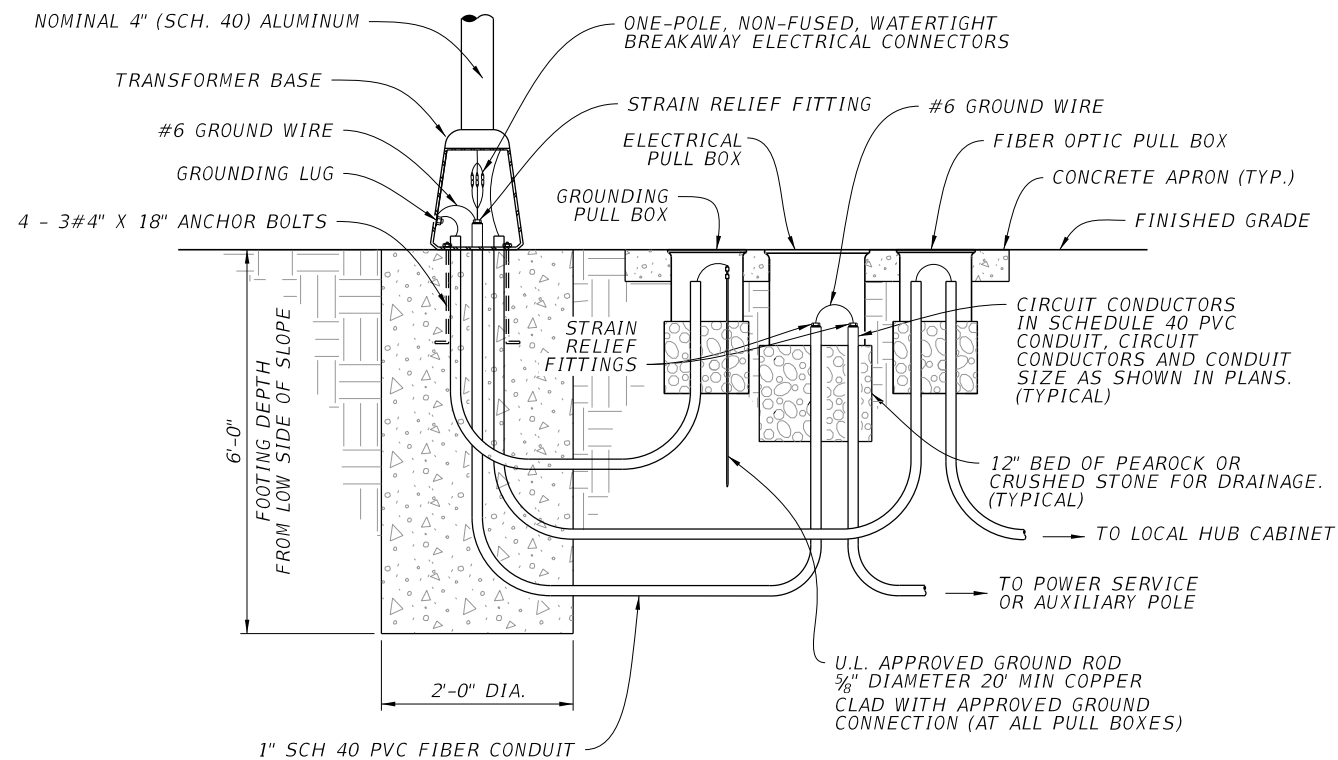 NOMINAL 4" (SCH. 40) ALUMINUM
TRANSFORMER BASE
#6 GROUND WIRE
GROUNDING LUG
4 - 3#4" X 18" ANCHOR BOLTS
ONE-POLE, NON-FUSED, WATERTIGHT
BREAKAWAY ELECTRICAL CONNECTORS
STRAIN RELIEF FITTING
#6 GROUND WIRE
ELECTRICAL
PULL BOX
FIBER OPTIC PULL BOX
GROUNDING
PULL BOX
CONCRETE APRON (TYP.)
FINISHED GRADE
STRAIN
RELIEF
FITTINGS
CIRCUIT CONDUCTORS
IN SCHEDULE 40 PVC
CONDUIT, CIRCUIT
CONDUCTORS AND CONDUIT
SIZE AS SHOWN IN PLANS.
(TYPICAL)
6'-0"
FOOTING DEPTH
FROM LOW SIDE OF SLOPE
12" BED OF PEAROCK OR
CRUSHED STONE FOR DRAINAGE.
(TYPICAL)
TO LOCAL HUB CABINET
TO POWER SERVICE
OR AUXILIARY POLE
2'-0" DIA.
U.L. APPROVED GROUND ROD
⅝" DIAMETER 20' MIN COPPER
CLAD WITH APPROVED GROUND
CONNECTION (AT ALL PULL BOXES)
1" SCH 40 PVC FIBER CONDUIT